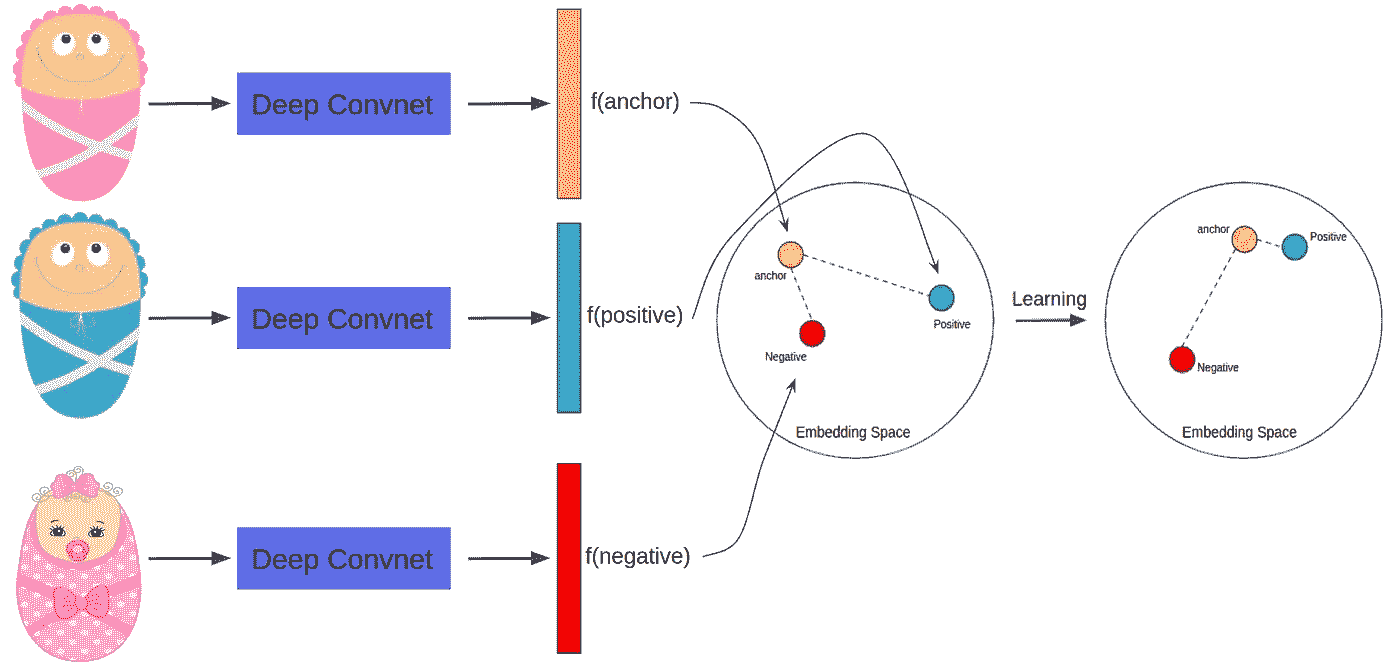 Deep Convnet
f(anchor)
Deep Convnet
f(positive)
Deep Convnet
f(negative)
anchor
Positive
Negative
Embedding Space
Learning
anchor
Positive
Negative
Embedding Space